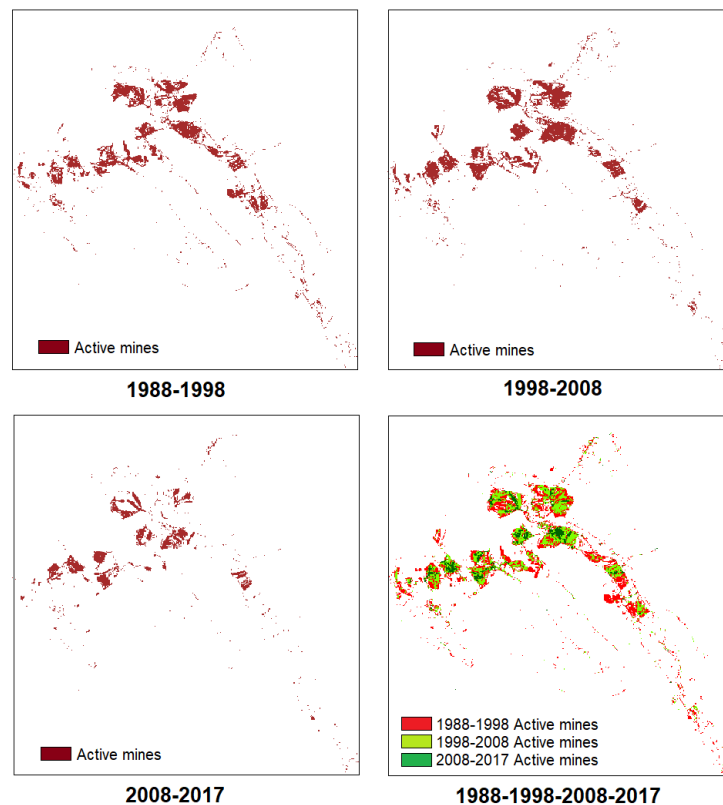 Active mines
1988-1998
Active mines
1998-2008
Active mines
2008-2017
1988-1998 Active mines
1998-2008 Active mines
2008-2017 Active mines
1988-1998-2008-2017